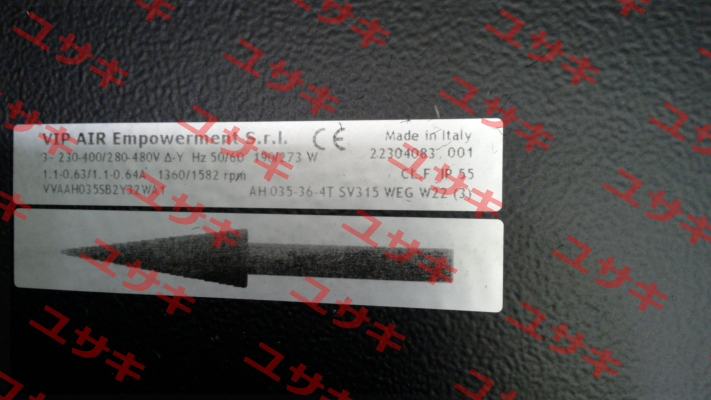 VIP AIR Empowerment S.r.l. CE Made in Italy
3~ 230-400/280-480V Δ-Y Hz 50/60 190/273 W 22304083 001
1.1-0.63/1.1-0.64A 1360/1582 rpm CL F IP 55
VVAAH035SB2Y32WA1 AH 035-36-4T SV315 WEG W22 (3)
ユサキ